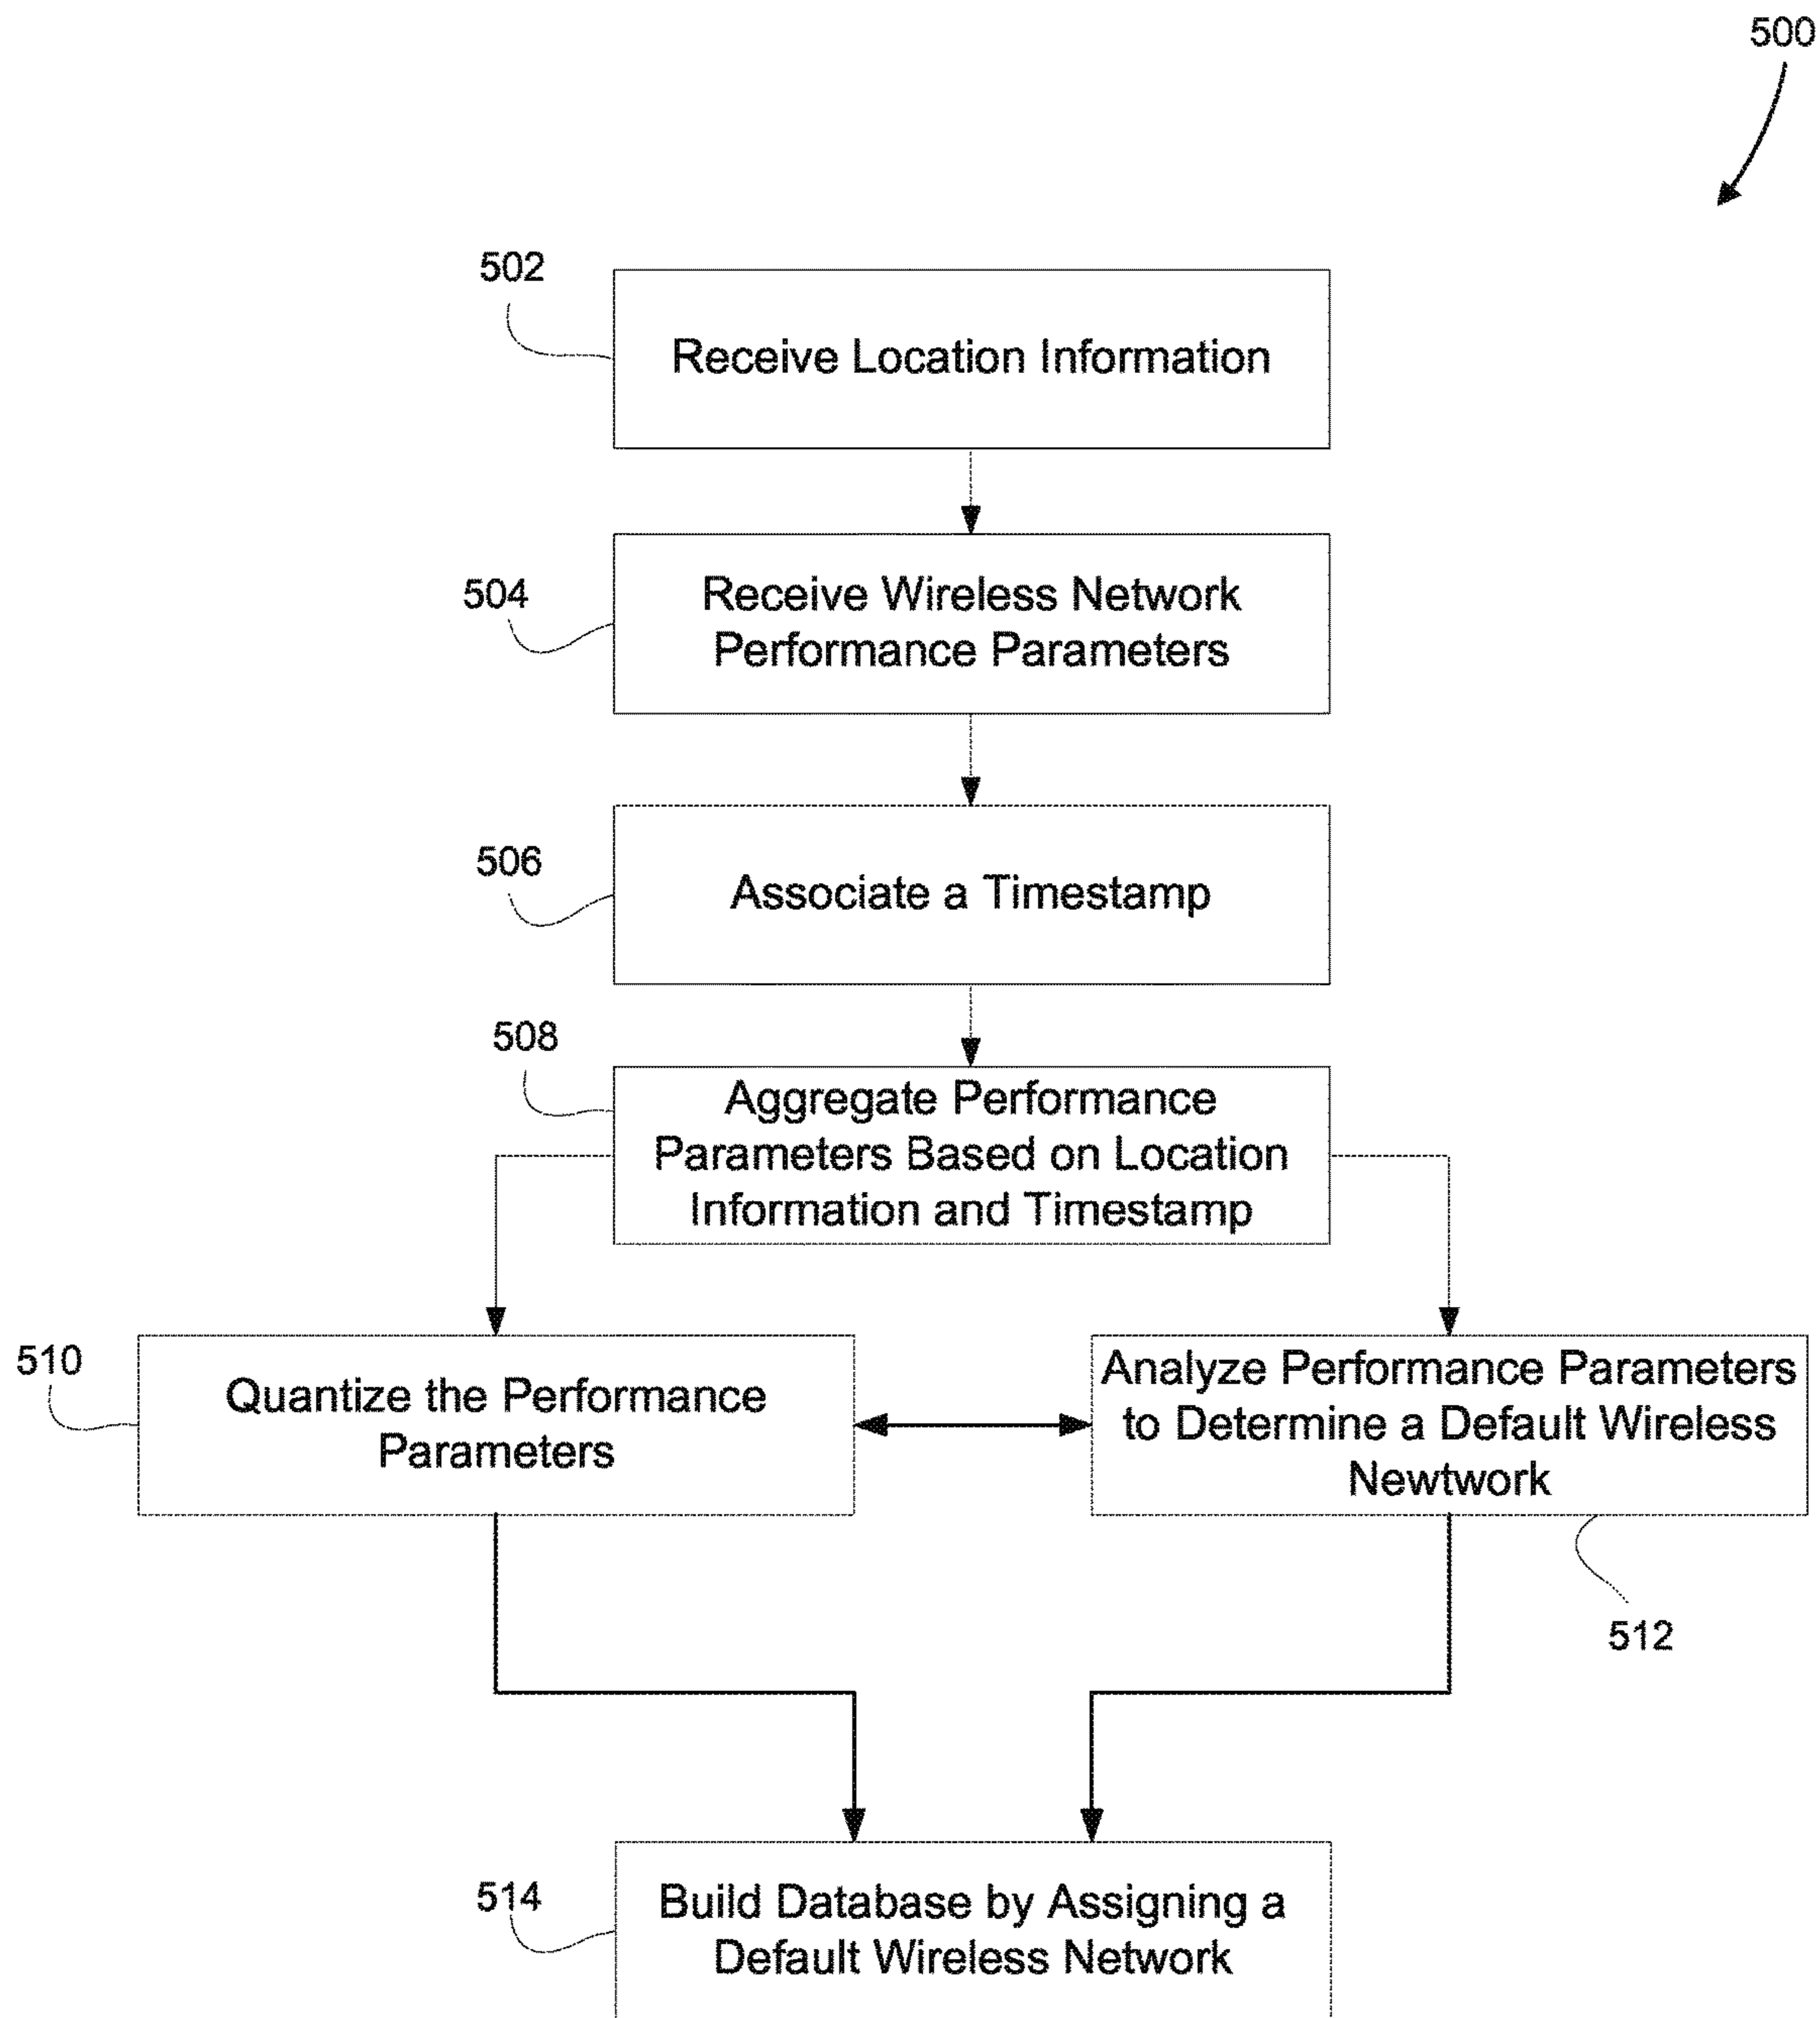 500
502
Receive Location Information
504
Receive Wireless Network
Performance Parameters
506
Associate a Timestamp
508
Aggregate Performance
Parameters Based on Location
Information and Timestamp
510
Quantize the Performance
Parameters
Analyze Performance Parameters
to Determine a Default Wireless
Newtwork
512
514
Build Database by Assigning a
Default Wireless Network